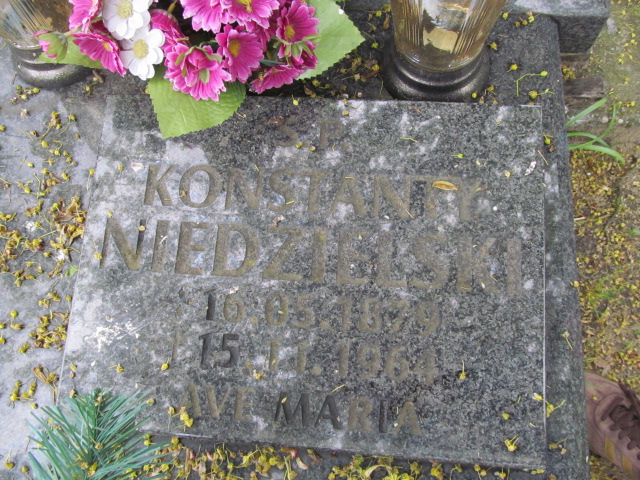 Ś.P.
KONSTANTY
NIEDZIELSKI
* 16.05.1879
† 15.11.1964
AVE MARIA